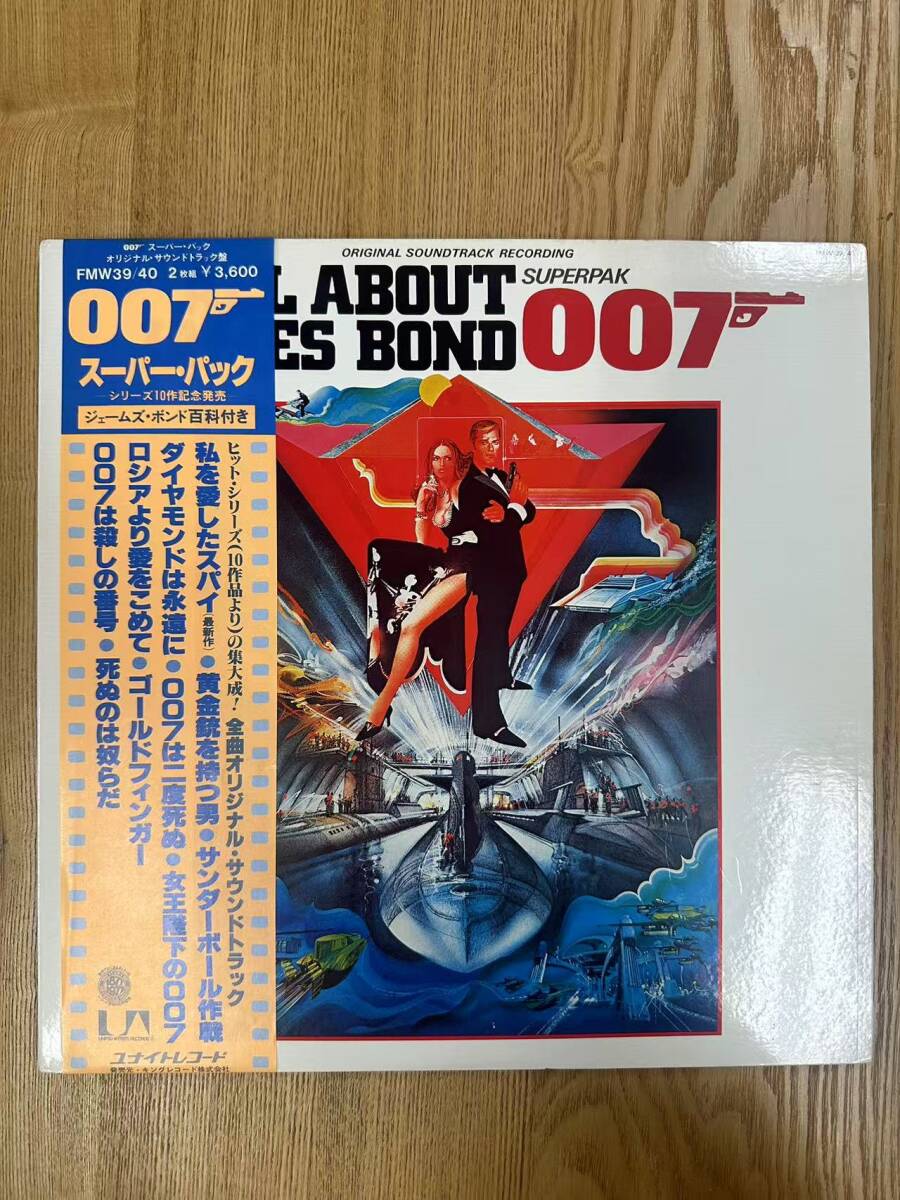 007 スーパー・パック
オリジナル・サウンドトラック盤
FMW39/40 2枚組 ¥3,600
007
スーパー・パック
シリーズ10作記念発売
ジェームズ・ボンド百科付き
ヒット・シリーズ(10作品より)の集大成!全曲オリジナル・サウンドトラック
私を愛したスパイ(最新作)・黄金銃を持つ男・サンダーボール作戦
ダイヤモンドは永遠に・007は二度死ぬ・女王陛下の007
ロシアより愛をこめて・ゴールドフィンガー
007は殺しの番号・死ぬのは奴らだ
UA
UNITED ARTISTS RECORDS
ユナイトレコード
発売元・キングレコード株式会社
ORIGINAL SOUNDTRACK RECORDING
L ABOUT
SUPERPAK
ES BOND 007